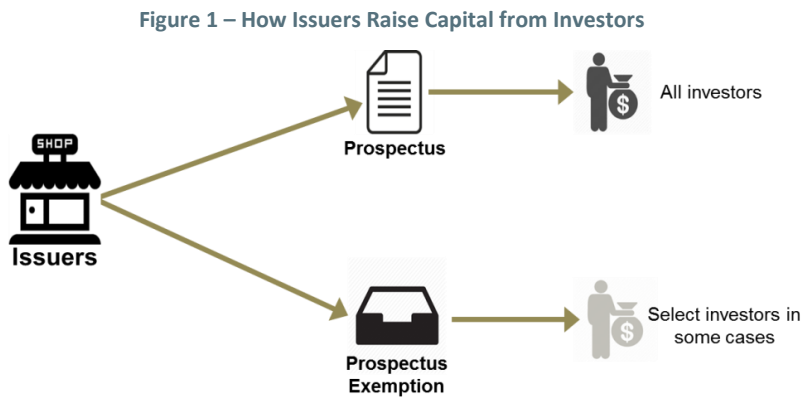 Figure 1 – How Issuers Raise Capital from Investors
$
All investors
Prospectus
SHOP
Issuers
$
Select investors in
some cases
Prospectus
Exemption